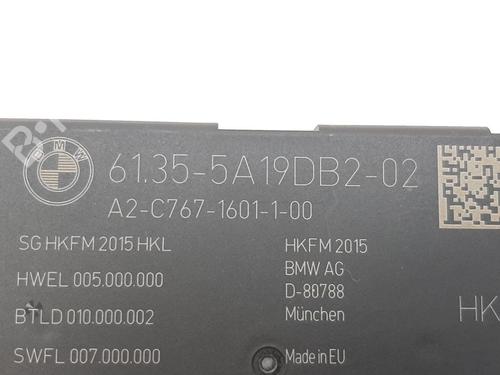 BMW
61.35-5A19DB2-02
A2-C767-1601-1-00
SG HKFM 2015 HKL
HWEL 005.000.000
BTLD 010.000.002
SWFL 007.000.000
HKFM 2015
BMW AG
D-80788
München
Made in EU
HK